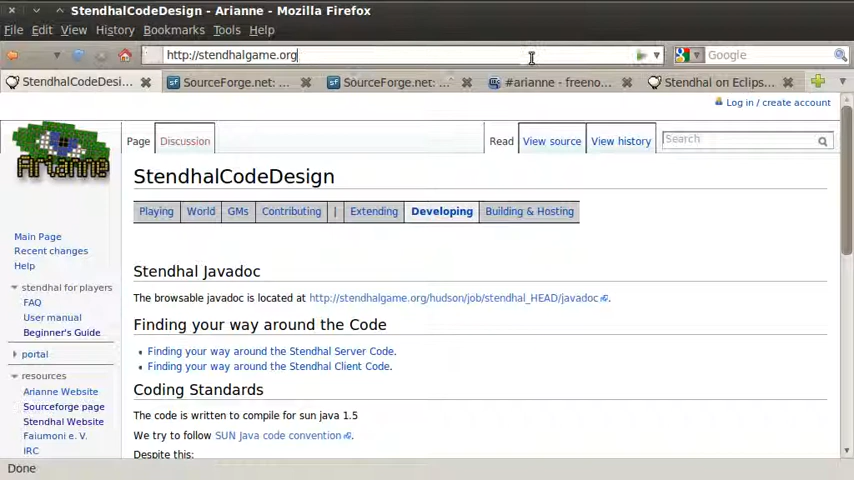 StendhalCodeDesign - Arianne - Mozilla Firefox
File Edit View History Bookmarks Tools Help
http://stendhalgame.org
Google
StendhalCodeDesi...
SourceForge.net: ...
SourceForge.net: ...
#arianne - freeno...
Stendhal on Eclips...
Log in / create account
Arianne
Page Discussion Read View source View history Search
StendhalCodeDesign
Playing World GMs Contributing | Extending Developing Building & Hosting
Main Page
Recent changes
Help
stendhal for players
FAQ
User manual
Beginner's Guide
portal
resources
Arianne Website
Sourceforge page
Stendhal Website
Faiumoni e. V.
IRC
Stendhal Javadoc
The browsable javadoc is located at http://stendhalgame.org/hudson/job/stendhal_HEAD/javadoc.
Finding your way around the Code
Finding your way around the Stendhal Server Code.
Finding your way around the Stendhal Client Code.
Coding Standards
The code is written to compile for sun java 1.5
We try to follow SUN Java code convention.
Despite this:
Done